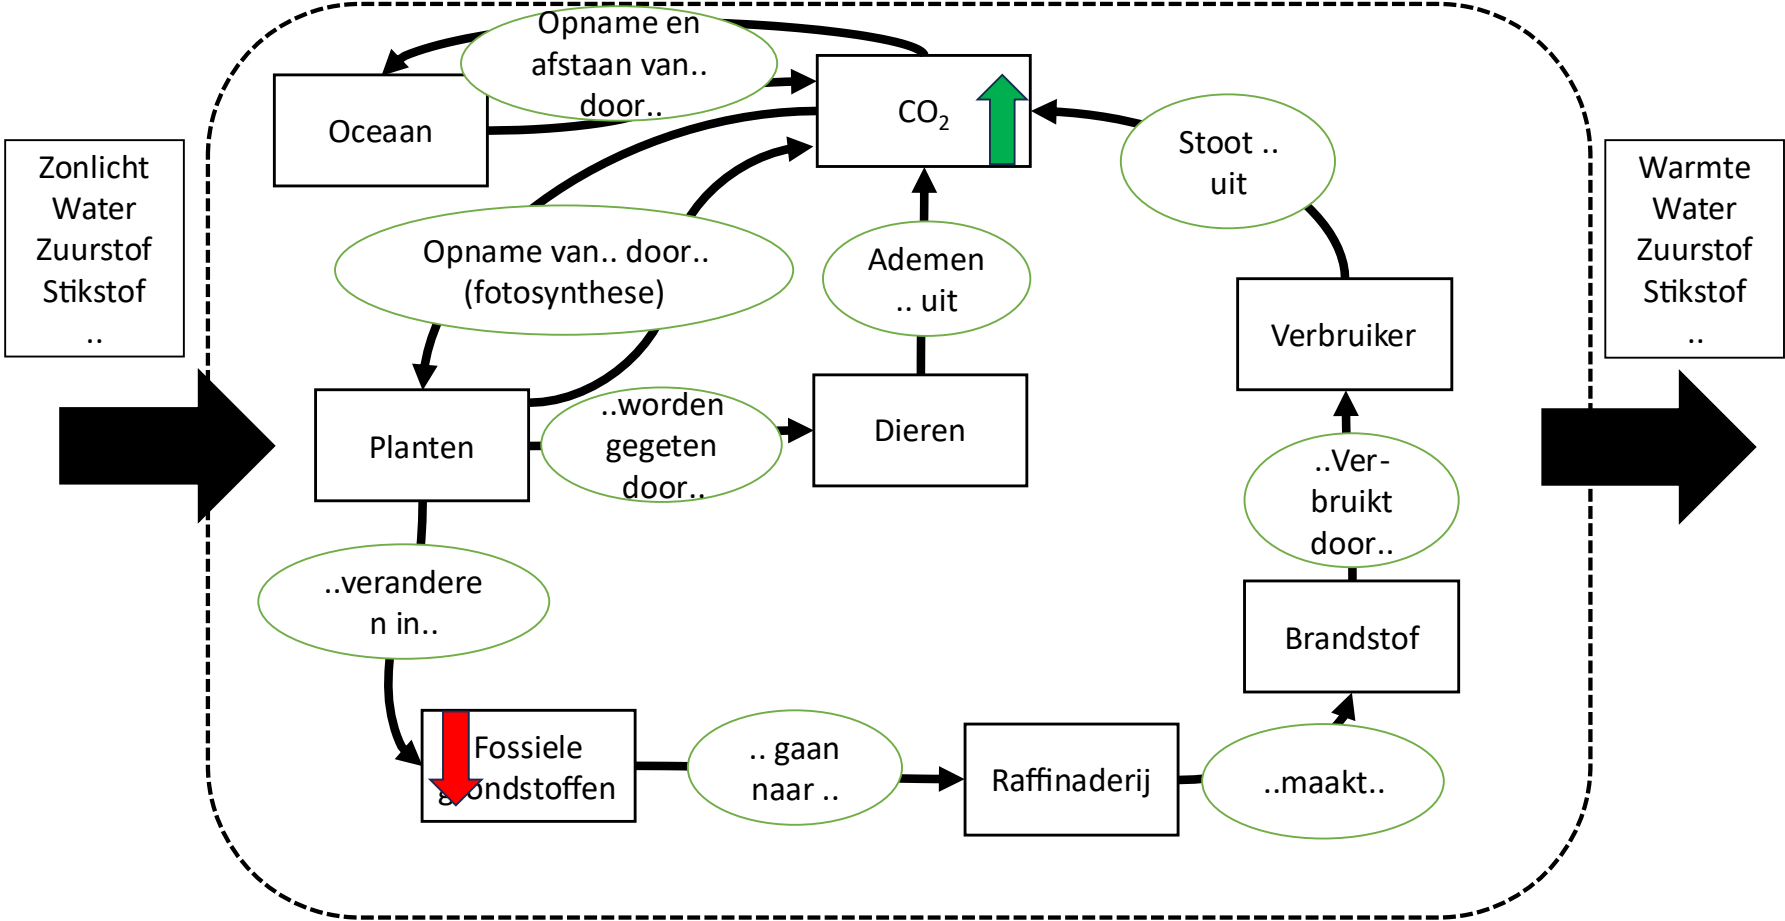 Opname en
afstaan van..
door..
Oceaan
CO₂
Stoot ..
uit
Zonlicht
Water
Zuurstof
Stikstof
..
Warmte
Water
Zuurstof
Stikstof
..
Opname van.. door..
(fotosynthese)
Ademen
.. uit
Verbruiker
Planten
..worden
gegeten
door..
Dieren
..Ver-
bruikt
door..
..verandere
n in..
Brandstof
Fossiele
grondstoffen
.. gaan
naar ..
Raffinaderij
..maakt..